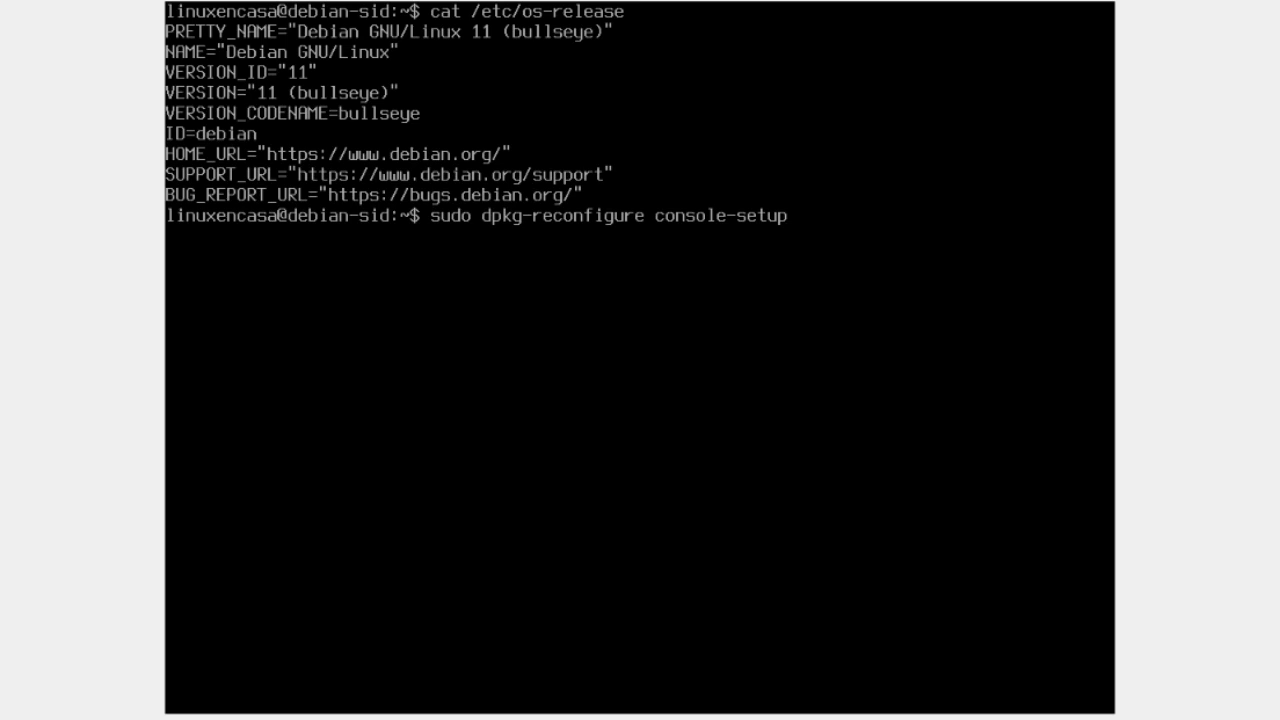 linuxencasa@debian-sid:~$ cat /etc/os-release
PRETTY_NAME="Debian GNU/Linux 11 (bullseye)"
NAME="Debian GNU/Linux"
VERSION_ID="11"
VERSION="11 (bullseye)"
VERSION_CODENAME=bullseye
ID=debian
HOME_URL="https://www.debian.org/"
SUPPORT_URL="https://www.debian.org/support"
BUG_REPORT_URL="https://bugs.debian.org/"
linuxencasa@debian-sid:~$ sudo dpkg-reconfigure console-setup